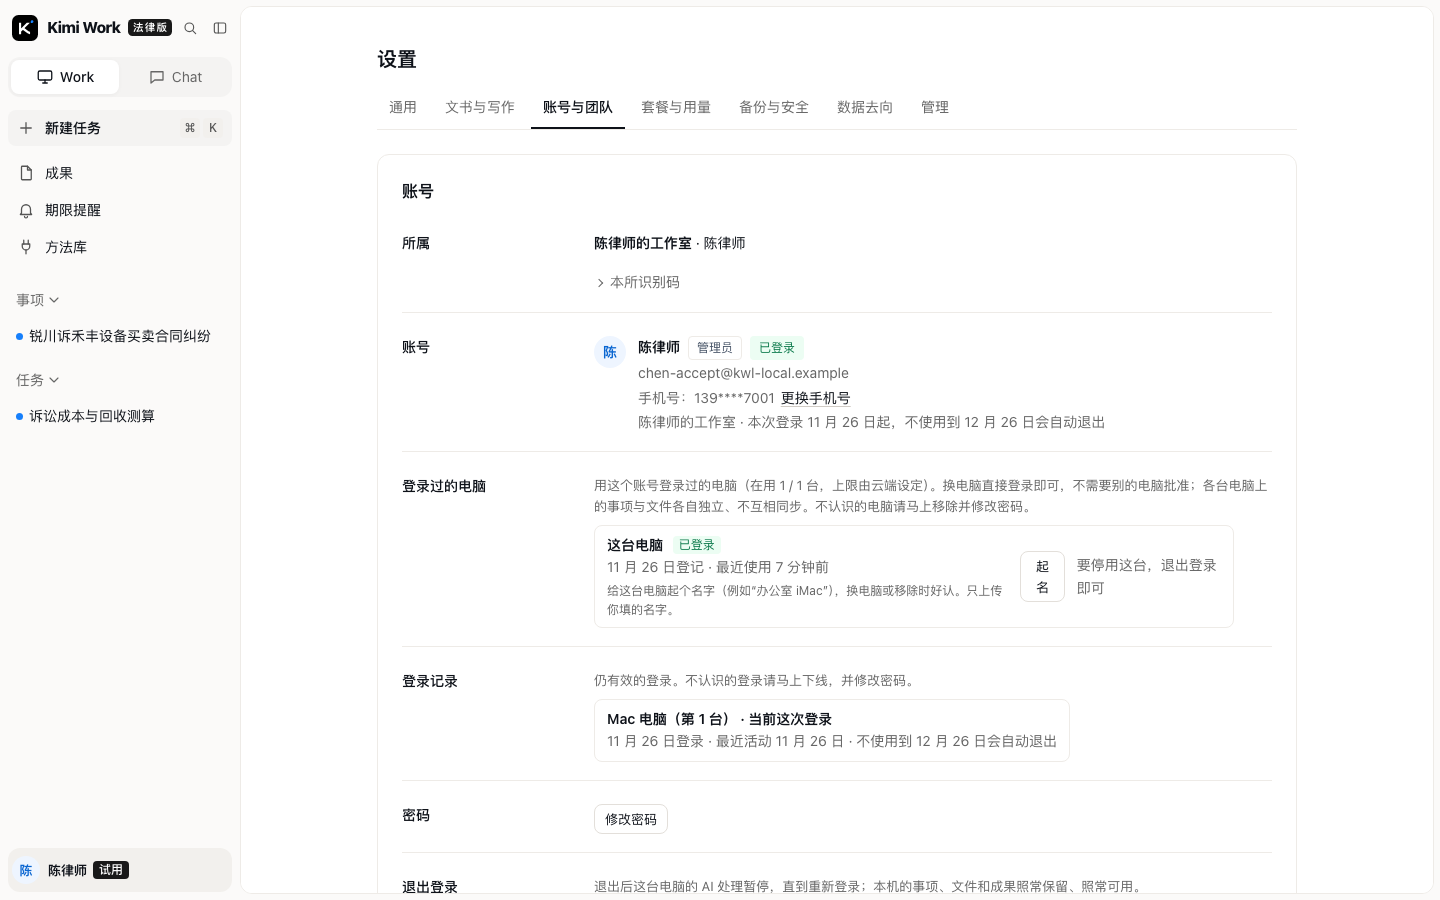 Kimi Work 法律版
Work
Chat
新建任务 ⌘ K
成果
期限提醒
方法库
事项
锐川诉禾丰设备买卖合同纠纷
任务
诉讼成本与回收测算
陈 陈律师 试用
设置
通用 文书与写作 账号与团队 套餐与用量 备份与安全 数据去向 管理
账号
所属
陈律师的工作室 · 陈律师
本所识别码
账号
陈 陈律师 管理员 已登录
chen-accept@kwl-local.example
手机号：139****7001 更换手机号
陈律师的工作室 · 本次登录 11 月 26 日起，不使用到 12 月 26 日会自动退出
登录过的电脑
用这个账号登录过的电脑（在用 1 / 1 台，上限由云端设定）。换电脑直接登录即可，不需要别的电脑批准；各台电脑上
的事项与文件各自独立、不互相同步。不认识的电脑请马上移除并修改密码。
这台电脑 已登录
11 月 26 日登记 · 最近使用 7 分钟前
给这台电脑起个名字（例如“办公室 iMac”），换电脑或移除时好认。只上传
你填的名字。
起
名
要停用这台，退出登录
即可
登录记录
仍有效的登录。不认识的登录请马上下线，并修改密码。
Mac 电脑（第 1 台） · 当前这次登录
11 月 26 日登录 · 最近活动 11 月 26 日 · 不使用到 12 月 26 日会自动退出
密码
修改密码
退出登录
退出后这台电脑的 AI 处理暂停，直到重新登录；本机的事项、文件和成果照常保留、照常可用。